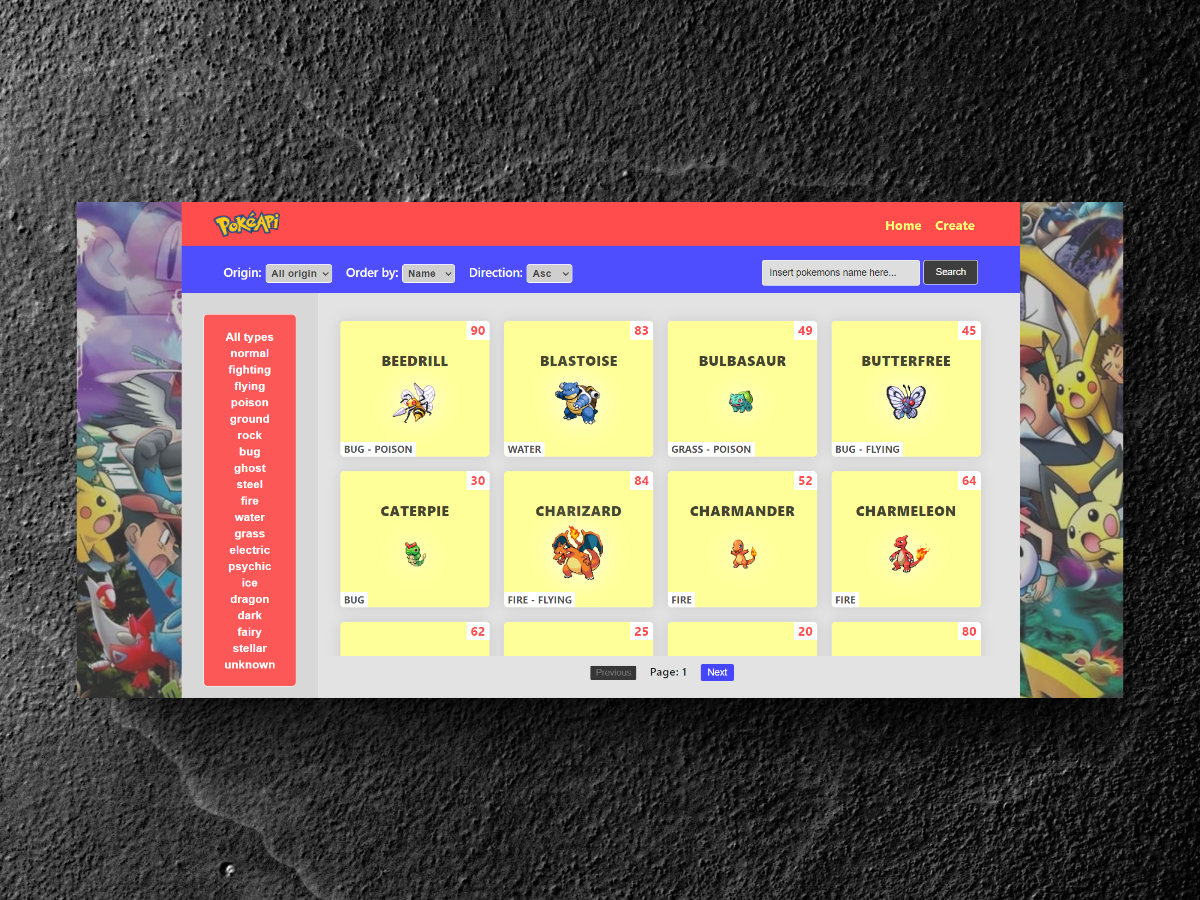 PokéApi
Home Create
Origin: All origin Order by: Name Direction: Asc Insert pokemons name here... Search
All types
normal
fighting
flying
poison
ground
rock
bug
ghost
steel
fire
water
grass
electric
psychic
ice
dragon
dark
fairy
stellar
unknown
90 83 49 45
BEEDRILL BLASTOISE BULBASAUR BUTTERFREE
BUG - POISON WATER GRASS - POISON BUG - FLYING
30 84 52 64
CATERPIE CHARIZARD CHARMANDER CHARMELEON
BUG FIRE - FLYING FIRE FIRE
62 25 20 80
Previous Page: 1 Next